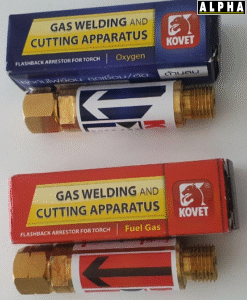 ALPHA
GAS WELDING AND
CUTTING APPARATUS
FLASHBACK ARRESTOR FOR TORCH | Oxygen
KOVET
GAS WELDING AND
CUTTING APPARATUS
FLASHBACK ARRESTOR FOR TORCH | Fuel Gas
KOVET